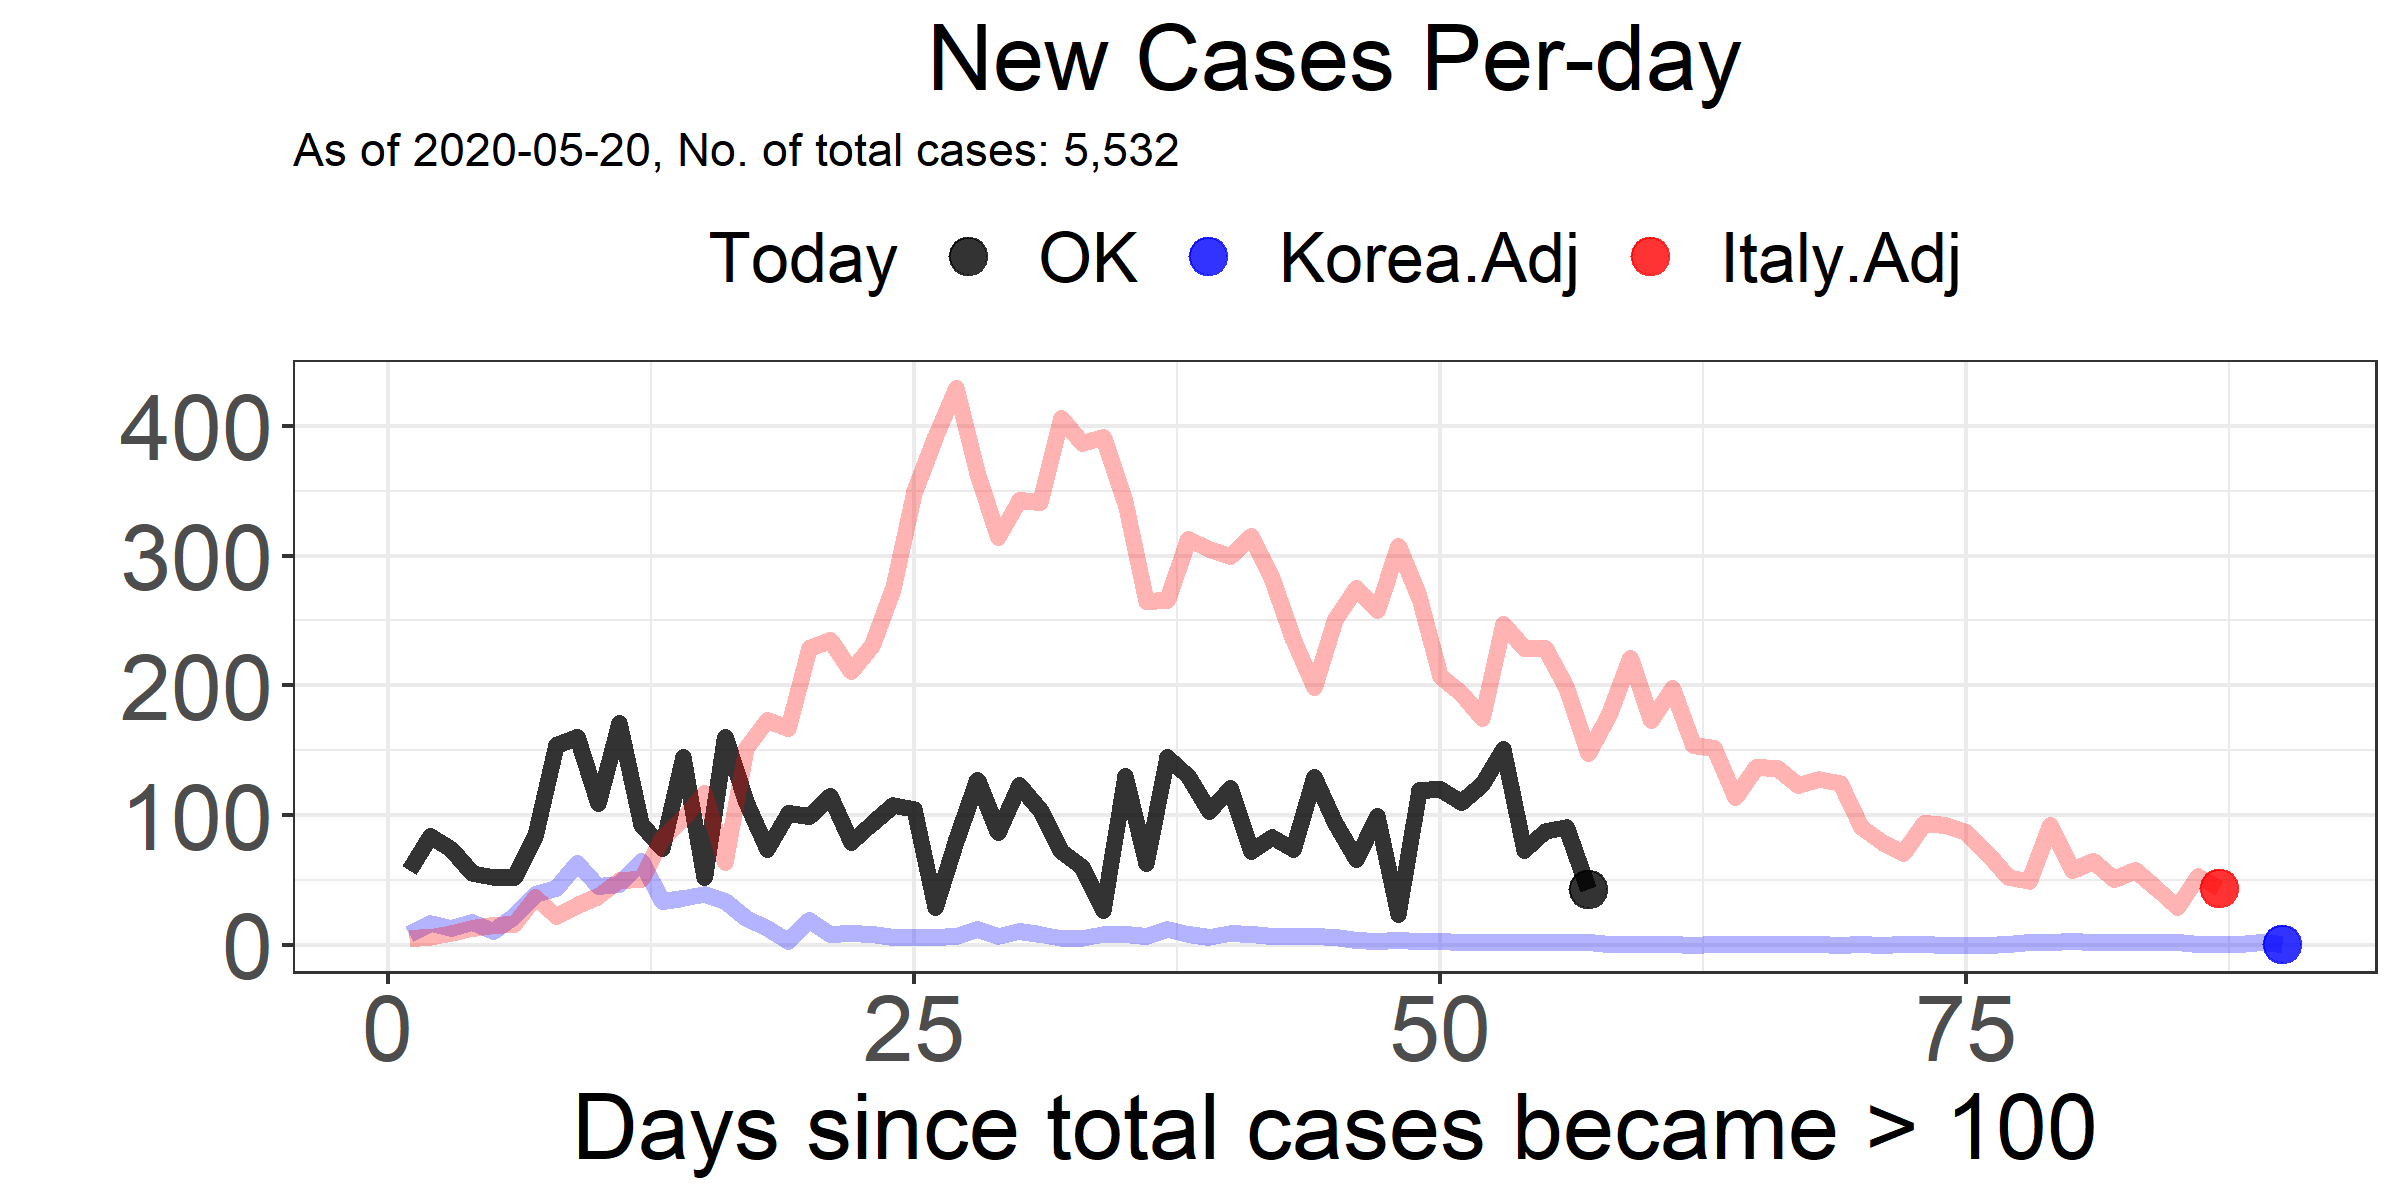 New Cases Per-day
As of 2020-05-20, No. of total cases: 5,532
Today OK Korea.Adj Italy.Adj
400
300
200
100
0
0 25 50 75
Days since total cases became > 100